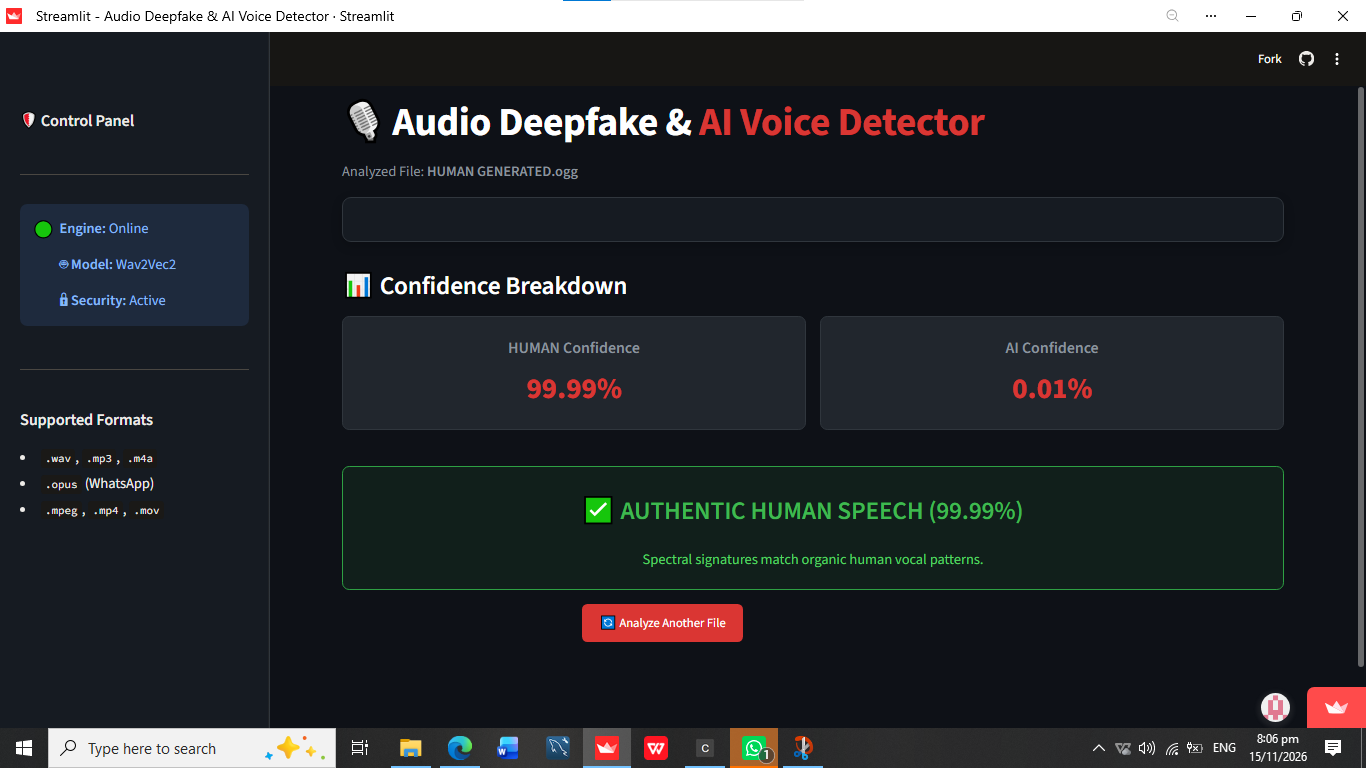 Streamlit - Audio Deepfake & AI Voice Detector · Streamlit
Fork
Control Panel
Engine: Online
Model: Wav2Vec2
Security: Active
Supported Formats
.wav, .mp3, .m4a
.opus (WhatsApp)
.mpeg, .mp4, .mov
Audio Deepfake & AI Voice Detector
Analyzed File: HUMAN GENERATED.ogg
Confidence Breakdown
HUMAN Confidence
99.99%
AI Confidence
0.01%
AUTHENTIC HUMAN SPEECH (99.99%)
Spectral signatures match organic human vocal patterns.
Analyze Another File
Type here to search
W
C
1
ENG
8:06 pm
15/11/2026